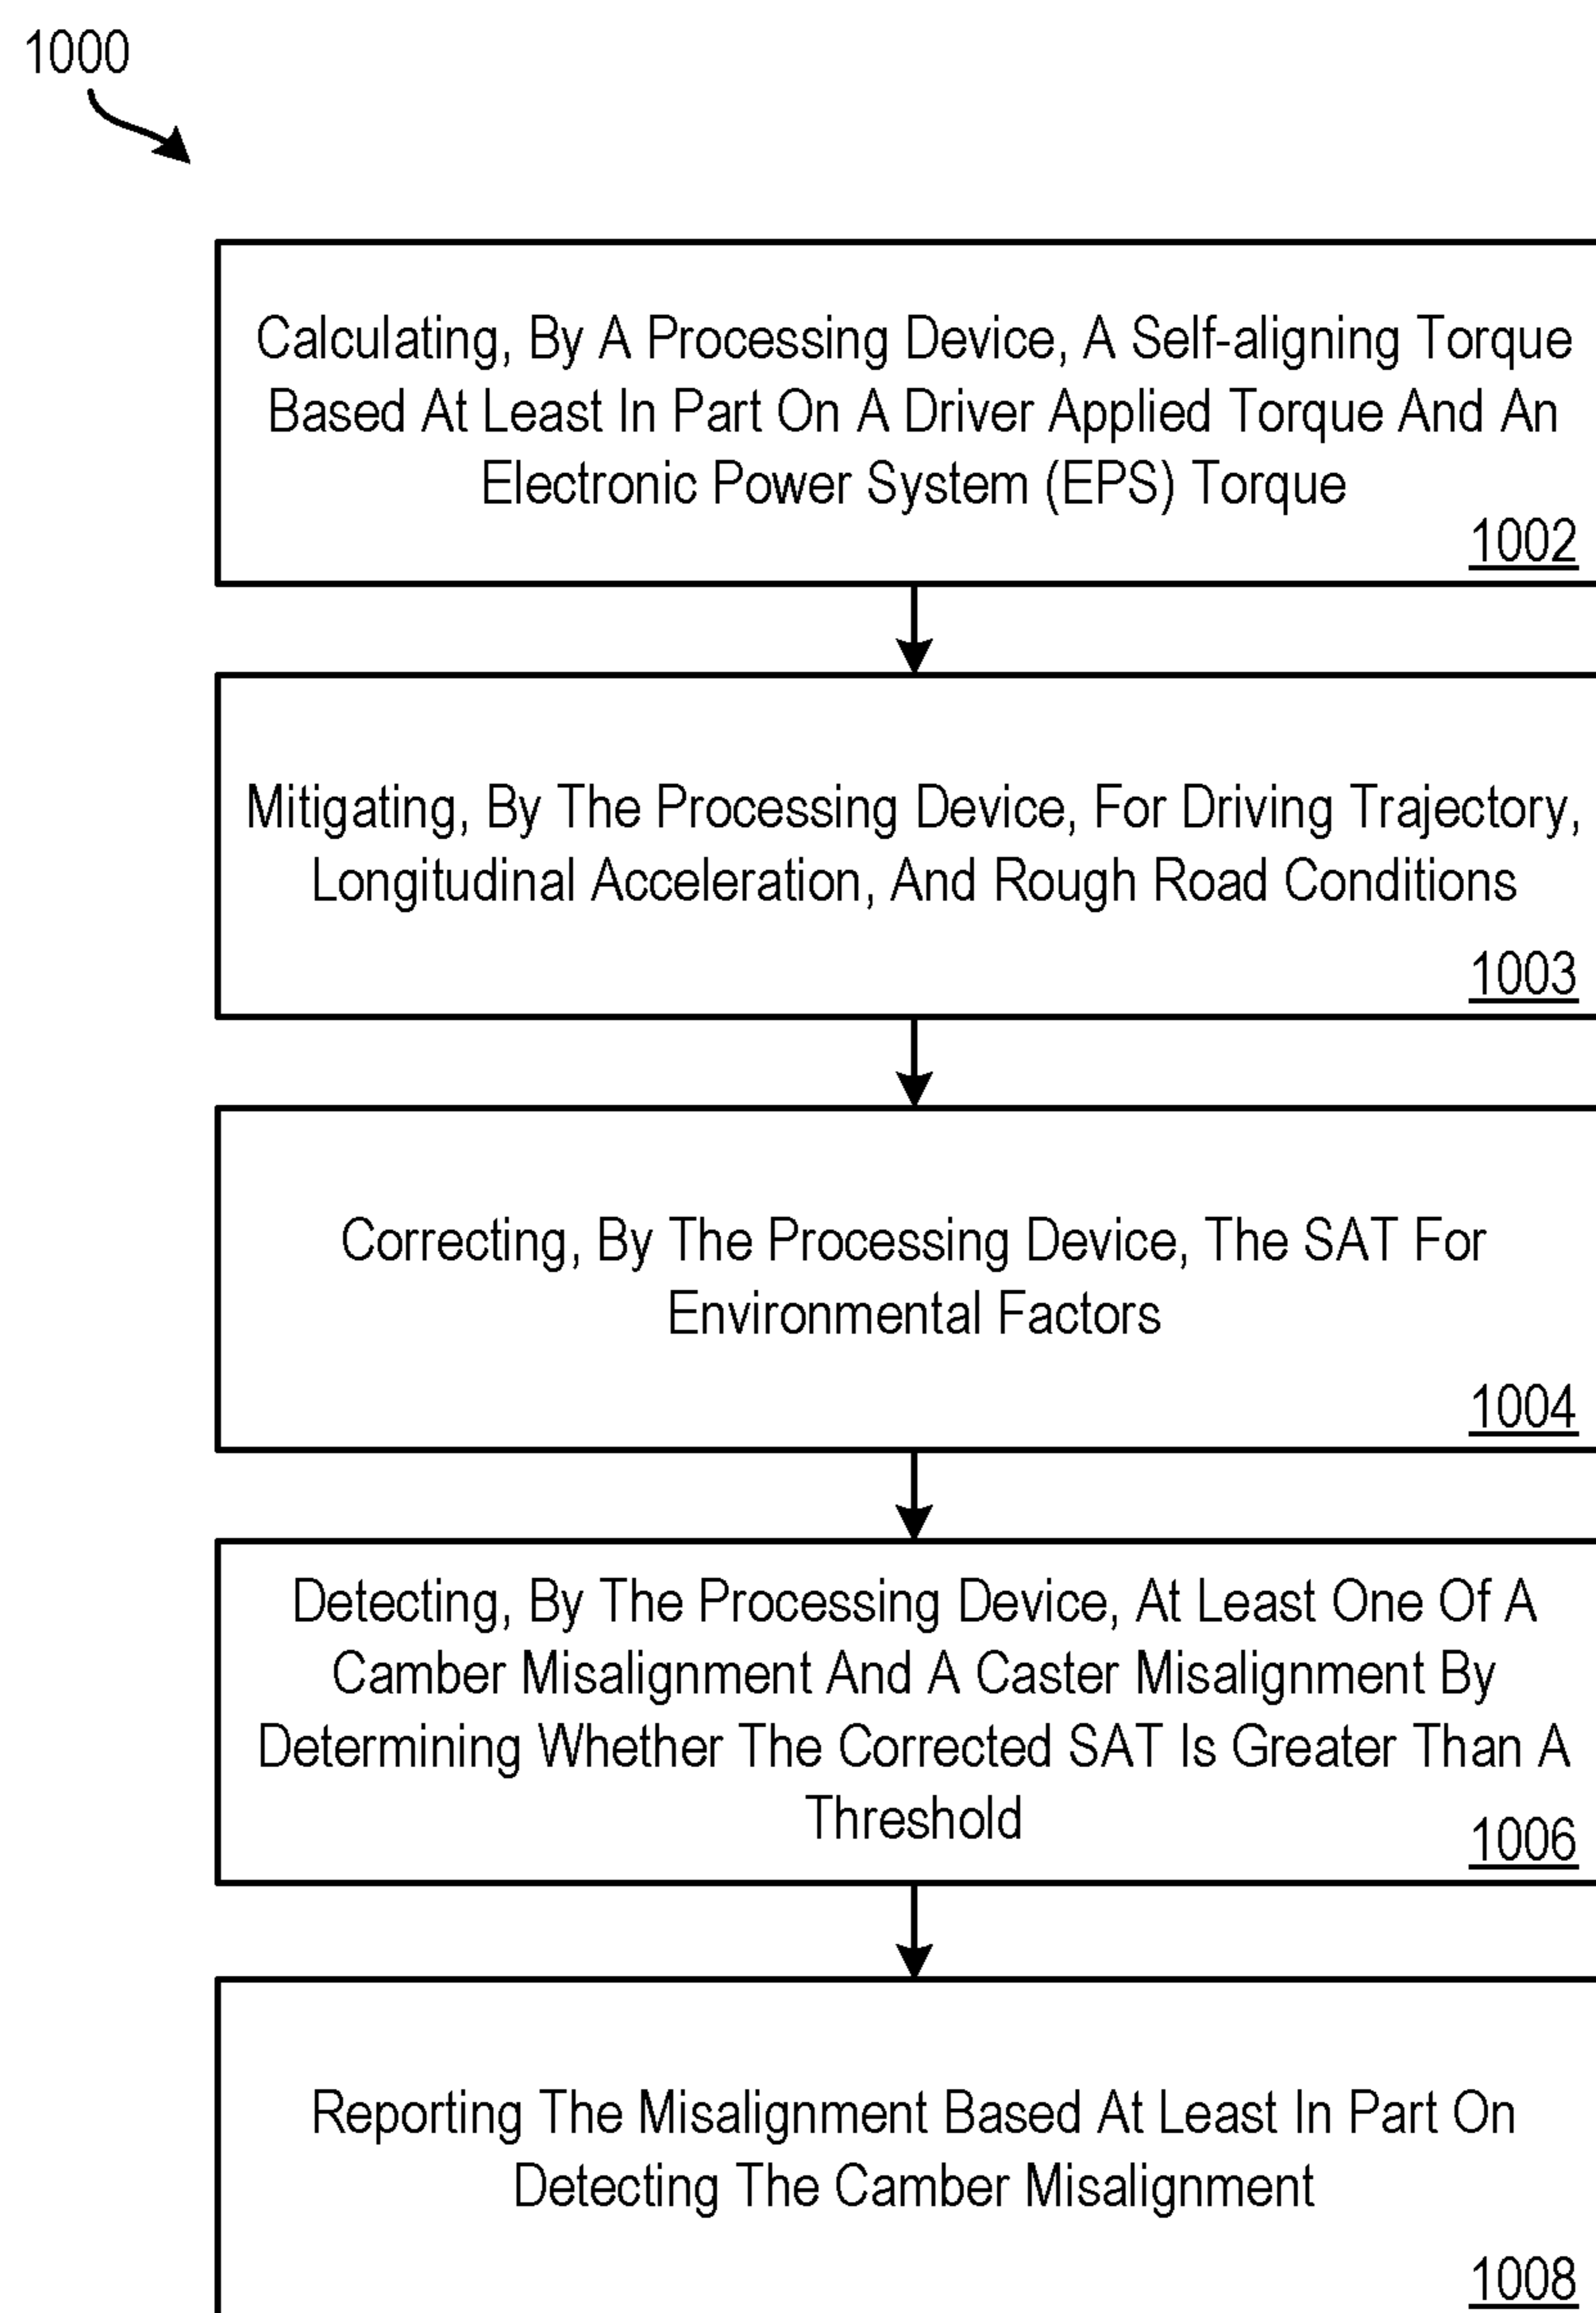 1000
Calculating, By A Processing Device, A Self-aligning Torque
Based At Least In Part On A Driver Applied Torque And An
Electronic Power System (EPS) Torque
1002
Mitigating, By The Processing Device, For Driving Trajectory,
Longitudinal Acceleration, And Rough Road Conditions
1003
Correcting, By The Processing Device, The SAT For
Environmental Factors
1004
Detecting, By The Processing Device, At Least One Of A
Camber Misalignment And A Caster Misalignment By
Determining Whether The Corrected SAT Is Greater Than A
Threshold
1006
Reporting The Misalignment Based At Least In Part On
Detecting The Camber Misalignment
1008